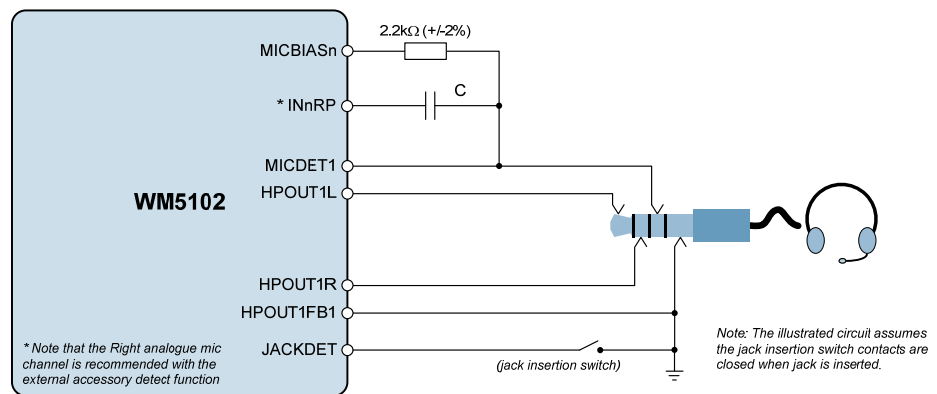 2.2kΩ (+/-2%)
MICBIASn
* INnRP
C
MICDET1
HPOUT1L
WM5102
HPOUT1R
HPOUT1FB1
JACKDET
(jack insertion switch)
* Note that the Right analogue mic
channel is recommended with the
external accessory detect function
Note: The illustrated circuit assumes
the jack insertion switch contacts are
closed when jack is inserted.